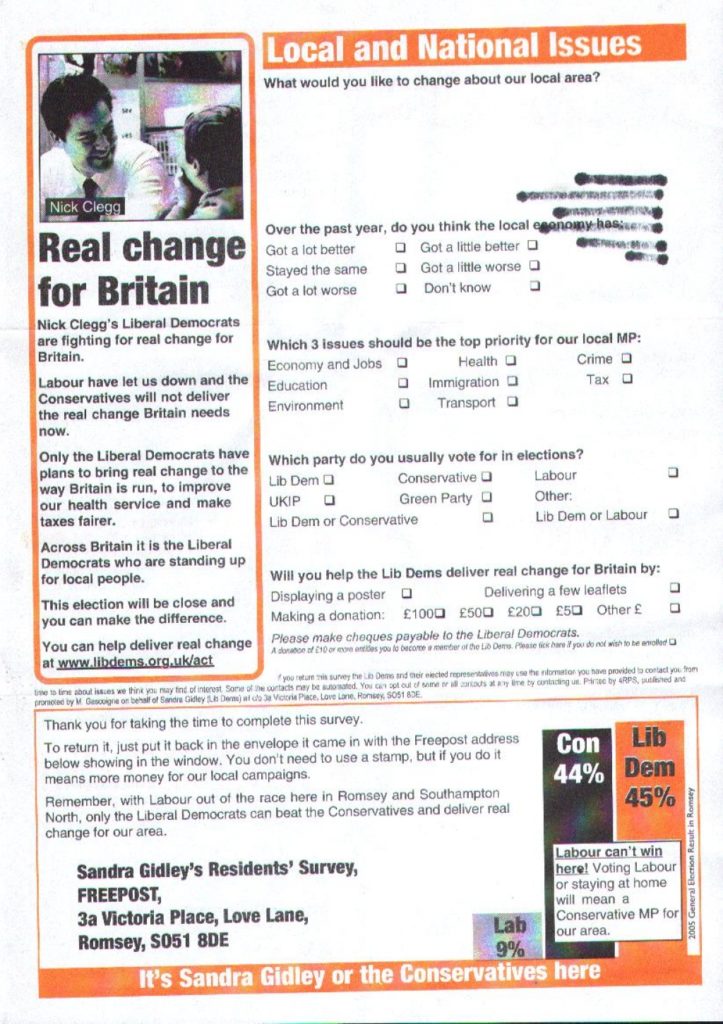 Nick Clegg
Real change
for Britain
Nick Clegg's Liberal Democrats
are fighting for real change for
Britain.
Labour have let us down and the
Conservatives will not deliver
the real change Britain needs
now.
Only the Liberal Democrats have
plans to bring real change to the
way Britain is run, to improve
our health service and make
taxes fairer.
Across Britain it is the Liberal
Democrats who are standing up
for local people.
This election will be close and
you can make the difference.
You can help deliver real change
at www.libdems.org.uk/act
Local and National Issues
What would you like to change about our local area?
Over the past year, do you think the local economy has:
Got a lot better Got a little better
Stayed the same Got a little worse
Got a lot worse Don't know
Which 3 issues should be the top priority for our local MP:
Economy and Jobs Health Crime
Education Immigration Tax
Environment Transport
Which party do you usually vote for in elections?
Lib Dem Conservative Labour
UKIP Green Party Other:
Lib Dem or Conservative Lib Dem or Labour
Will you help the Lib Dems deliver real change for Britain by:
Displaying a poster Delivering a few leaflets
Making a donation: £100 £50 £20 £5 Other £
Please make cheques payable to the Liberal Democrats.
A donation of £10 or more entitles you to become a member of the Lib Dems. Please tick here if you do not wish to be enrolled
If you return this survey the Lib Dems and their elected representatives may use the information you have provided to contact you from
time to time about issues we think you may find of interest. Some of the contacts may be automated. You can opt out of some or all contacts at any time by contacting us. Printed by 4RPS, published and
promoted by M. Gascoigne on behalf of Sandra Gidley (Lib Dems) all c/o 3a Victoria Place, Love Lane, Romsey, SO51 8DE.
Thank you for taking the time to complete this survey.
To return it, just put it back in the envelope it came in with the Freepost address
below showing in the window. You don't need to use a stamp, but if you do it
means more money for our local campaigns.
Remember, with Labour out of the race here in Romsey and Southampton
North, only the Liberal Democrats can beat the Conservatives and deliver real
change for our area.
Sandra Gidley's Residents' Survey,
FREEPOST,
3a Victoria Place, Love Lane,
Romsey, SO51 8DE
Lab
9%
Con
44%
Lib
Dem
45%
Labour can't win
here! Voting Labour
or staying at home
will mean a
Conservative MP for
our area.
2005 General Election Result in Romsey
It's Sandra Gidley or the Conservatives here